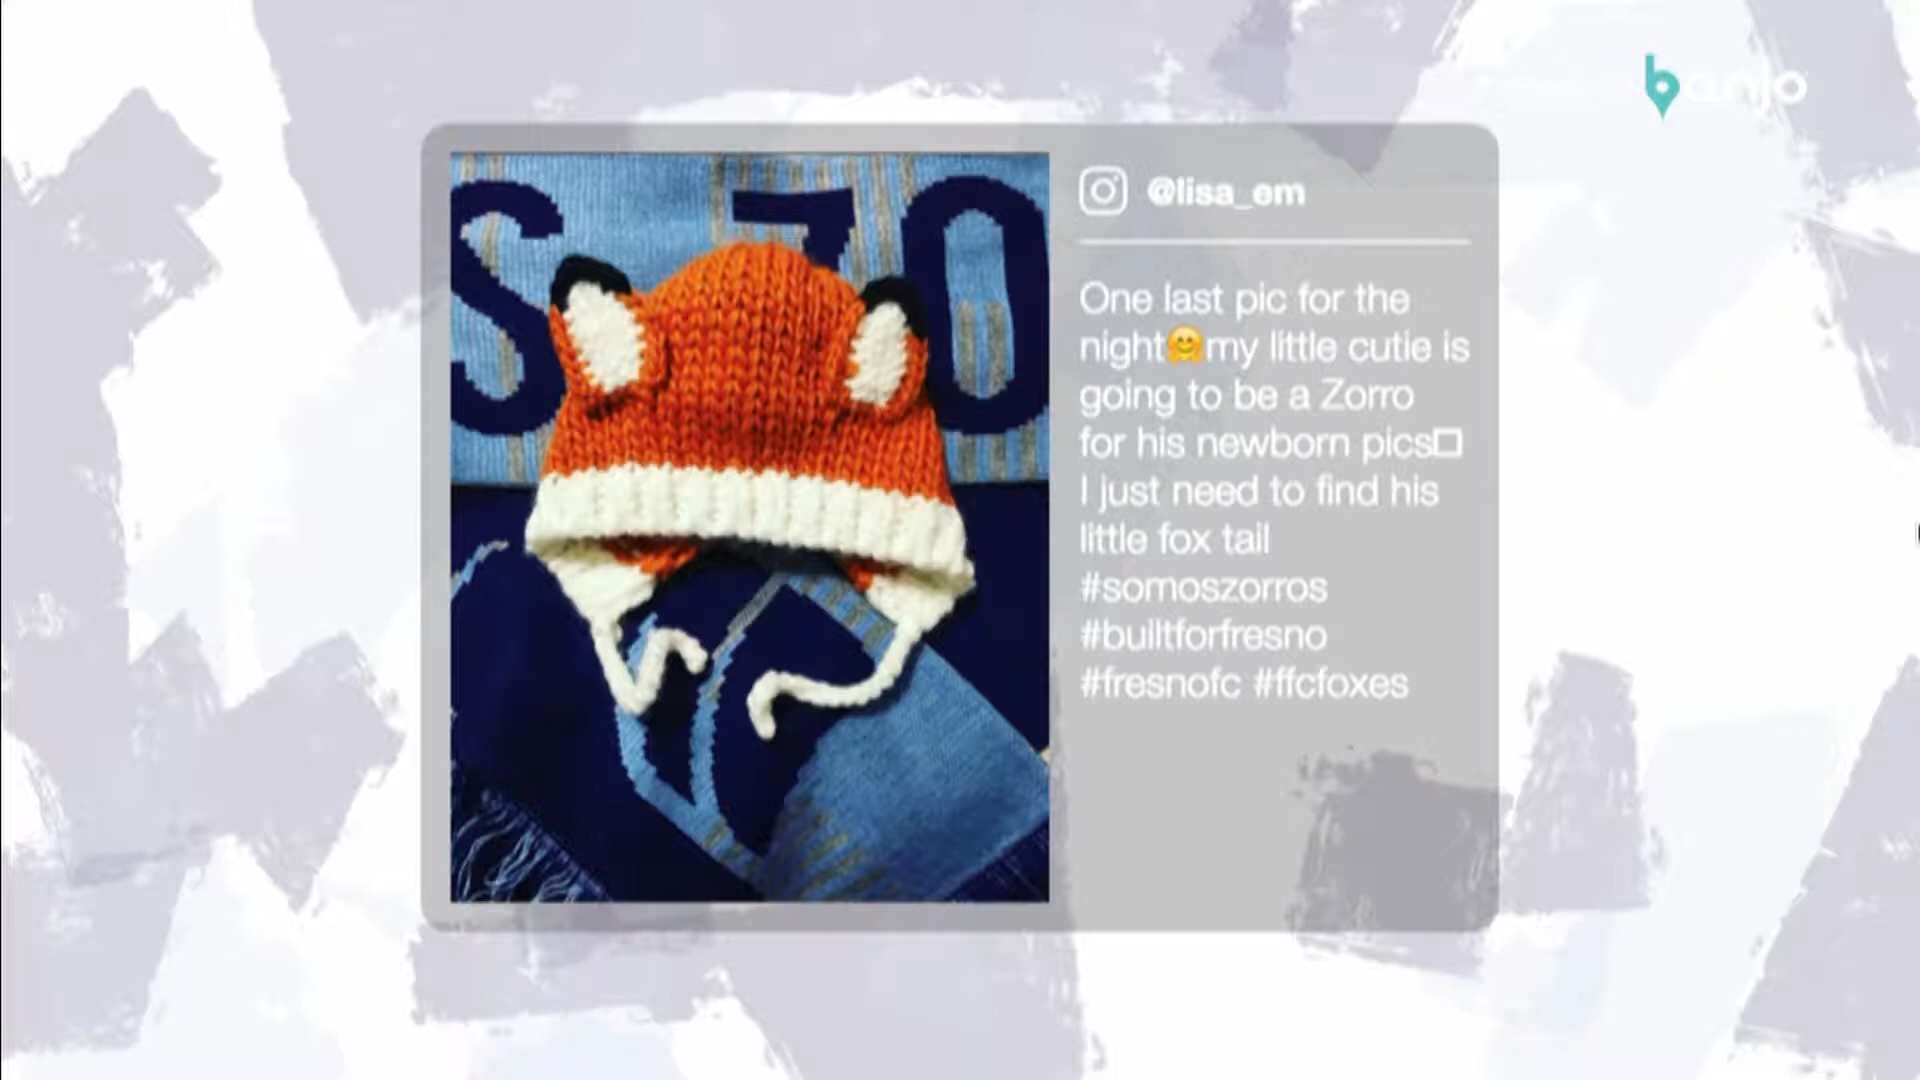 banjo
S 70
@lisa_em
One last pic for the
night🤗my little cutie is
going to be a Zorro
for his newborn pics□
I just need to find his
little fox tail
#somoszorros
#builtforfresno
#fresnofc #ffcfoxes